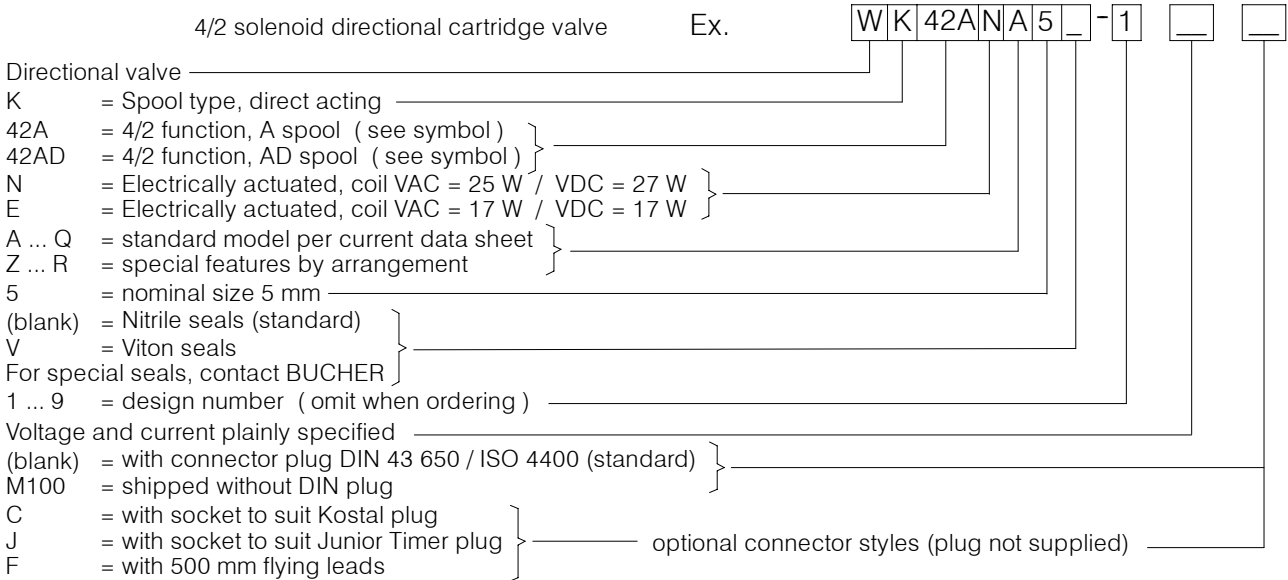 4/2 solenoid directional cartridge valve Ex. W K 42A N A 5 _ - 1 __ __
Directional valve
K = Spool type, direct acting
42A = 4/2 function, A spool ( see symbol )
42AD = 4/2 function, AD spool ( see symbol )
N = Electrically actuated, coil VAC = 25 W / VDC = 27 W
E = Electrically actuated, coil VAC = 17 W / VDC = 17 W
A ... Q = standard model per current data sheet
Z ... R = special features by arrangement
5 = nominal size 5 mm
(blank) = Nitrile seals (standard)
V = Viton seals
For special seals, contact BUCHER
1 ... 9 = design number ( omit when ordering )
Voltage and current plainly specified
(blank) = with connector plug DIN 43 650 / ISO 4400 (standard)
M100 = shipped without DIN plug
C = with socket to suit Kostal plug
J = with socket to suit Junior Timer plug optional connector styles (plug not supplied)
F = with 500 mm flying leads